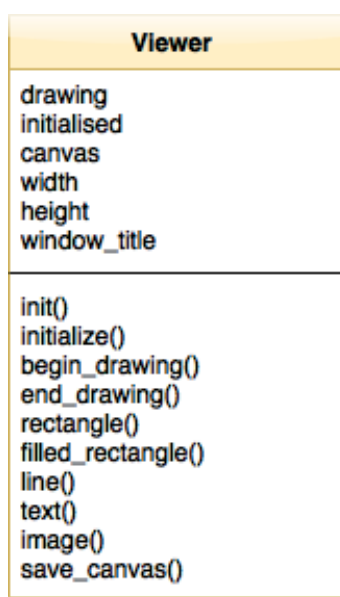 Viewer
drawing
initialised
canvas
width
height
window_title
init()
initialize()
begin_drawing()
end_drawing()
rectangle()
filled_rectangle()
line()
text()
image()
save_canvas()